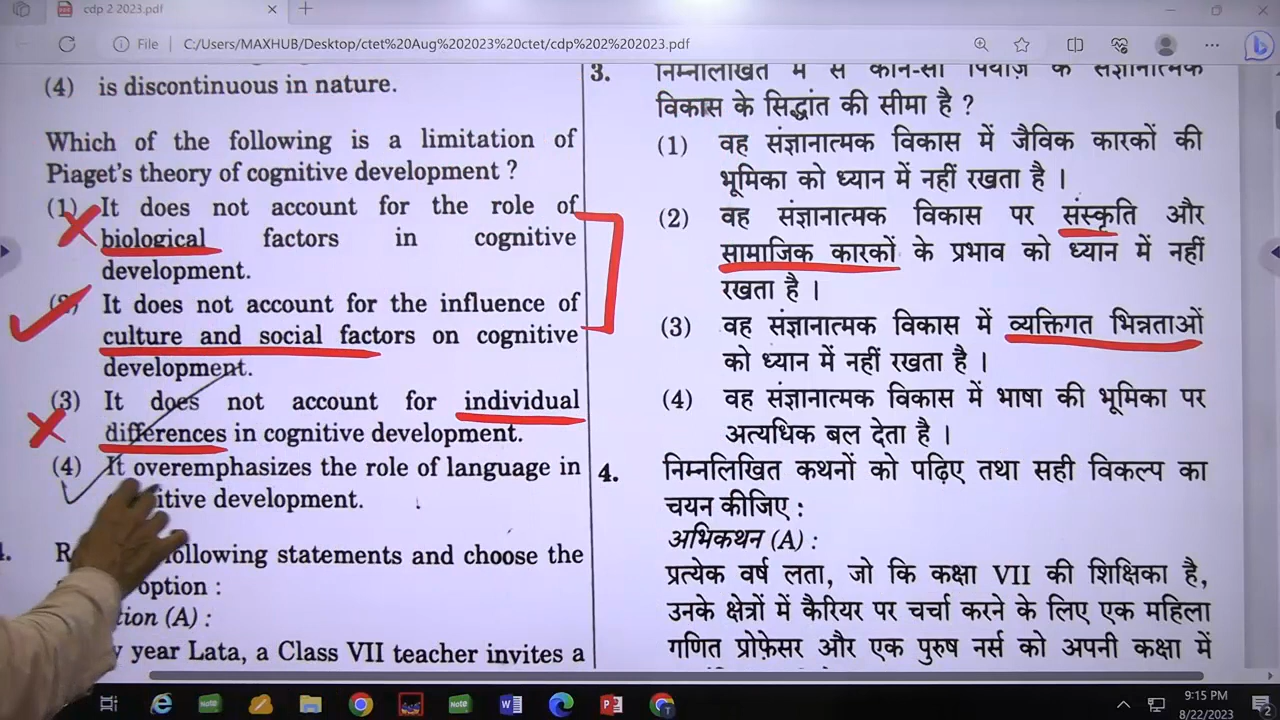 cdp 2 2023.pdf
File
C:/Users/MAXHUB/Desktop/ctet%20Aug%202023%20ctet/cdp%202%202023.pdf
(4) is discontinuous in nature.
Which of the following is a limitation of
Piaget's theory of cognitive development ?
(1) It does not account for the role of
biological factors in cognitive
development.
It does not account for the influence of
culture and social factors on cognitive
development.
(3) It does not account for individual
differences in cognitive development.
(4) It overemphasizes the role of language in
development.
following statements and choose the
option :
(A) :
year Lata, a Class VII teacher invites a
3. निम्नलिखित में से कौन-सी पियाजे के संज्ञानात्मक
विकास के सिद्धांत की सीमा है ?
(1) वह संज्ञानात्मक विकास में जैविक कारकों की
भूमिका को ध्यान में नहीं रखता है ।
(2) वह संज्ञानात्मक विकास पर संस्कृति और
सामाजिक कारकों के प्रभाव को ध्यान में नहीं
रखता है ।
(3) वह संज्ञानात्मक विकास में व्यक्तिगत भिन्नताओं
को ध्यान में नहीं रखता है ।
(4) वह संज्ञानात्मक विकास में भाषा की भूमिका पर
अत्यधिक बल देता है ।
4. निम्नलिखित कथनों को पढ़िए तथा सही विकल्प का
चयन कीजिए :
अभिकथन (A) :
प्रत्येक वर्ष लता, जो कि कक्षा VII की शिक्षिका है,
उनके क्षेत्रों में कैरियर पर चर्चा करने के लिए एक महिला
गणित प्रोफ़ेसर और एक पुरुष नर्स को अपनी कक्षा में
Note
Note
9:15 PM
8/22/2023